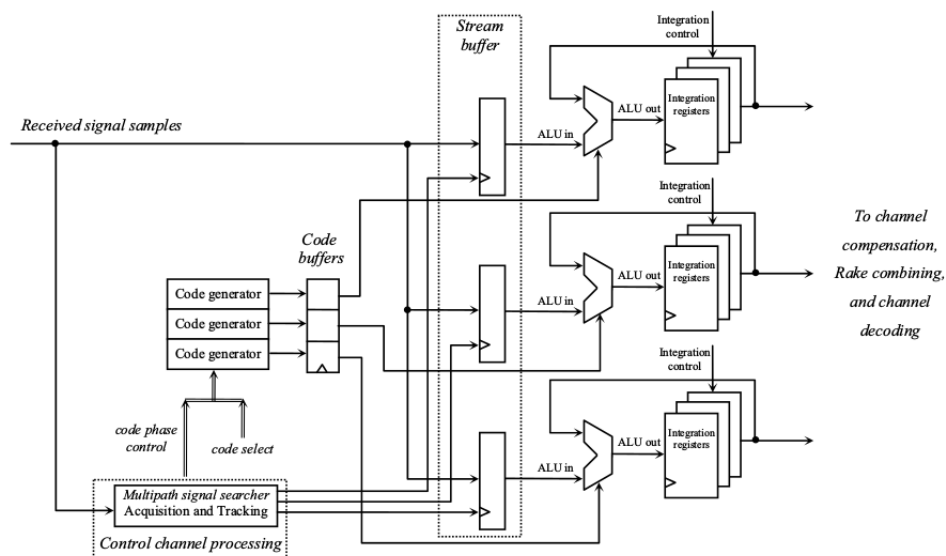 Stream
buffer
Integration
control
Received signal samples
ALU in
ALU out
Integration
registers
Integration
control
Code
buffers
ALU in
ALU out
Integration
registers
To channel
compensation,
Rake combining,
and channel
decoding
Code generator
Code generator
Code generator
Integration
control
code phase
control
code select
ALU in
ALU out
Integration
registers
Multipath signal searcher
Acquisition and Tracking
Control channel processing